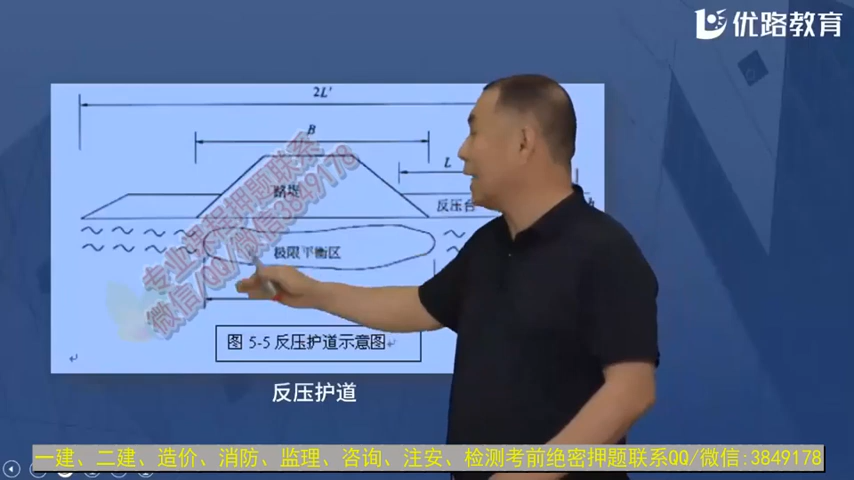 优路教育
2L'
B
L
路堤
反压台
h
极限平衡区
专业课程押题联系
微信/QQ/微信3849178
图 5-5 反压护道示意图
反压护道
一建、二建、造价、消防、监理、咨询、注安、检测考前绝密押题联系QQ/微信:3849178